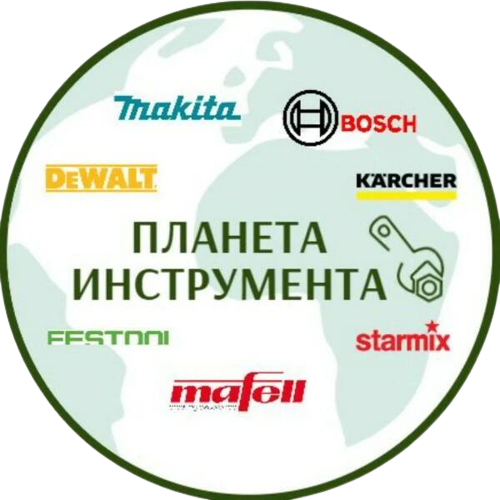 makita
BOSCH
DEWALT
KÄRCHER
ПЛАНЕТА
ИНСТРУМЕНТА
FESTOOL
starmix
mafell